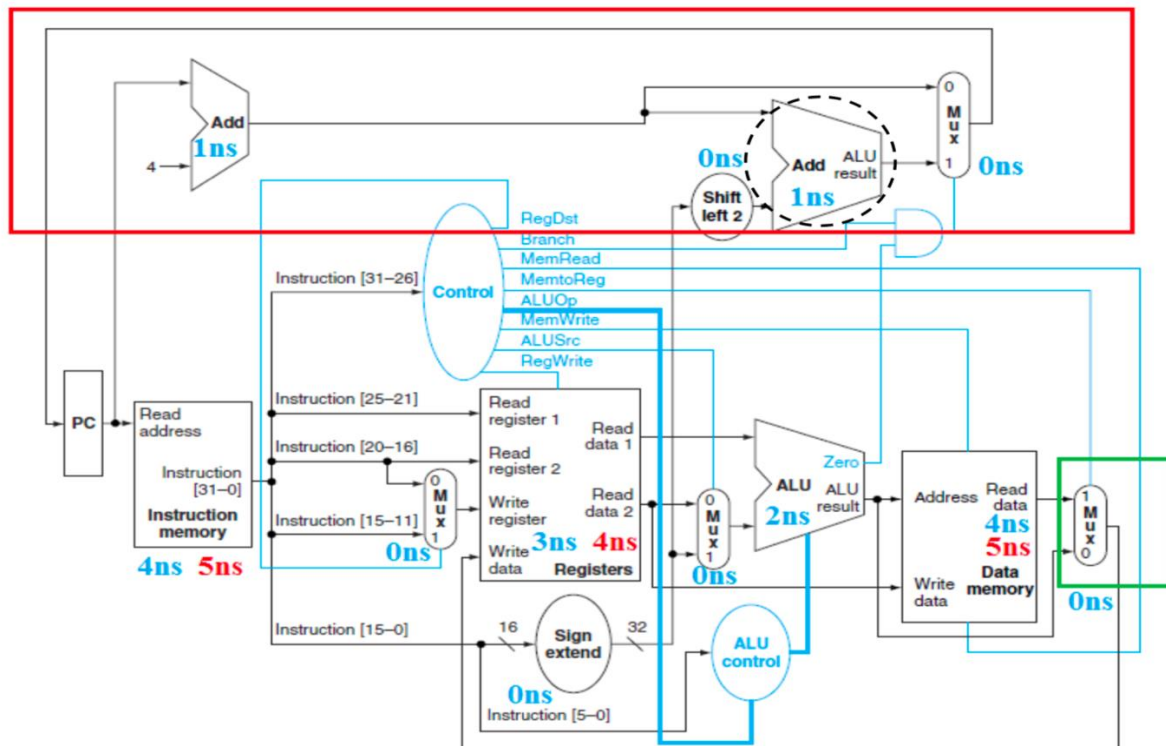 0
Mux
1
0ns
Add
1ns
4
0ns
Add
ALU
result
1ns
Shift
left 2
RegDst
Branch
MemRead
MemtoReg
ALUOp
MemWrite
ALUSrc
RegWrite
Instruction [31–26]
Control
PC
Read
address
Instruction
[31–0]
Instruction
memory
4ns 5ns
Instruction [25–21]
Instruction [20–16]
Instruction [15–11]
0
Mux
1
0ns
Read
register 1
Read
data 1
Read
register 2
Write
register
Read
data 2
3ns 4ns
Write
data
Registers
0
Mux
1
0ns
Zero
ALU
ALU
result
2ns
Address
Read
data
4ns
5ns
Write
data
Data
memory
1
Mux
0
0ns
Instruction [15–0]
16
Sign
extend
32
0ns
ALU
control
Instruction [5–0]